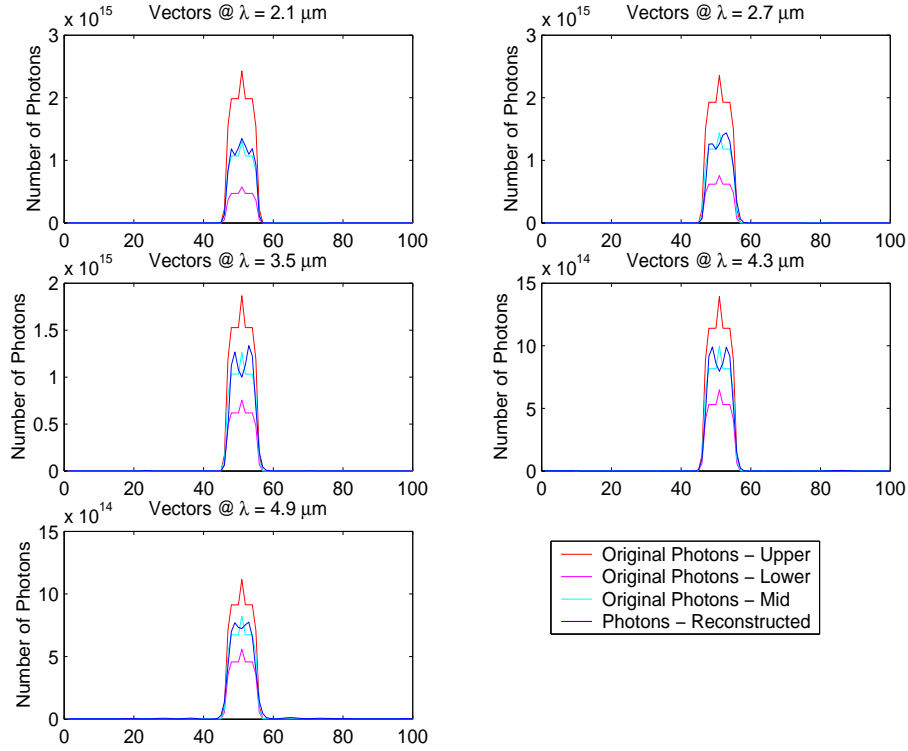 x 10^15
Vectors @ λ = 2.1 μm
3
2
1
0
Number of Photons
0 20 40 60 80 100
x 10^15
Vectors @ λ = 2.7 μm
3
2
1
0
Number of Photons
0 20 40 60 80 100
x 10^15
Vectors @ λ = 3.5 μm
2
1.5
1
0.5
0
Number of Photons
0 20 40 60 80 100
x 10^14
Vectors @ λ = 4.3 μm
15
10
5
0
Number of Photons
0 20 40 60 80 100
x 10^14
Vectors @ λ = 4.9 μm
15
10
5
0
Number of Photons
0 20 40 60 80 100
Original Photons − Upper
Original Photons − Lower
Original Photons − Mid
Photons − Reconstructed